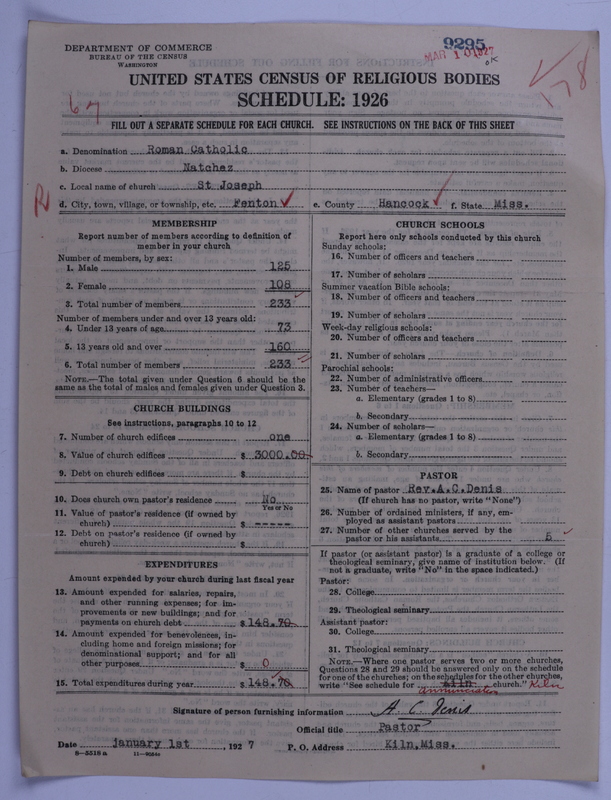 DEPARTMENT OF COMMERCE
BUREAU OF THE CENSUS
WASHINGTON
9295
MAR 10 1927
OK
178
67
UNITED STATES CENSUS OF RELIGIOUS BODIES
SCHEDULE: 1926
FILL OUT A SEPARATE SCHEDULE FOR EACH CHURCH. SEE INSTRUCTIONS ON THE BACK OF THIS SHEET
a. Denomination Roman Catholic
b. Diocese Natchez
c. Local name of church St Joseph
R d. City, town, village, or township, etc. Fenton e. County Hancock f. State Miss.
MEMBERSHIP
Report number of members according to definition of
member in your church
Number of members, by sex:
1. Male 125
2. Female 108
3. Total number of members 233
Number of members under and over 13 years old:
4. Under 13 years of age 73
5. 13 years old and over 160
6. Total number of members 233
NOTE.—The total given under Question 6 should be the
same as the total of males and females given under Question 3.
CHURCH BUILDINGS
See instructions, paragraphs 10 to 12
7. Number of church edifices one
8. Value of church edifices $ 3000.00
9. Debt on church edifices $
10. Does church own pastor's residence No
Yes or No
11. Value of pastor's residence (if owned by
church) $ -----
12. Debt on pastor's residence (if owned by
church) $
EXPENDITURES
Amount expended by your church during last fiscal year
13. Amount expended for salaries, repairs,
and other running expenses; for im-
provements or new buildings; and for
payments on church debt $ 148.70
14. Amount expended for benevolences, in-
cluding home and foreign missions; for
denominational support; and for all
other purposes $ 0
15. Total expenditures during year $ 148.70
CHURCH SCHOOLS
Report here only schools conducted by this church
Sunday schools:
16. Number of officers and teachers
17. Number of scholars
Summer vacation Bible schools:
18. Number of officers and teachers
19. Number of scholars
Week-day religious schools:
20. Number of officers and teachers
21. Number of scholars
Parochial schools:
22. Number of administrative officers
23. Number of teachers—
a. Elementary (grades 1 to 8)
b. Secondary
24. Number of scholars—
a. Elementary (grades 1 to 8)
b. Secondary
PASTOR
25. Name of pastor Rev.A.C.Denis
(If church has no pastor, write "None")
26. Number of ordained ministers, if any, em-
ployed as assistant pastors
27. Number of other churches served by the
pastor or his assistants 5
If pastor (or assistant pastor) is a graduate of a college or
theological seminary, give name of institution below. (If
not a graduate, write "No" in the space indicated.)
Pastor:
28. College
29. Theological seminary
Assistant pastor:
30. College
31. Theological seminary
NOTE.—Where one pastor serves two or more churches,
Questions 28 and 29 should be answered only on the schedule
for one of the churches; on the schedules for the other churches,
write "See schedule for Kiln church." Kiln
annunciation
Signature of person furnishing information A. C. Denis
Official title Pastor
Date january 1st, 1927 P. O. Address Kiln,Miss.
8-5518a 11-9204c